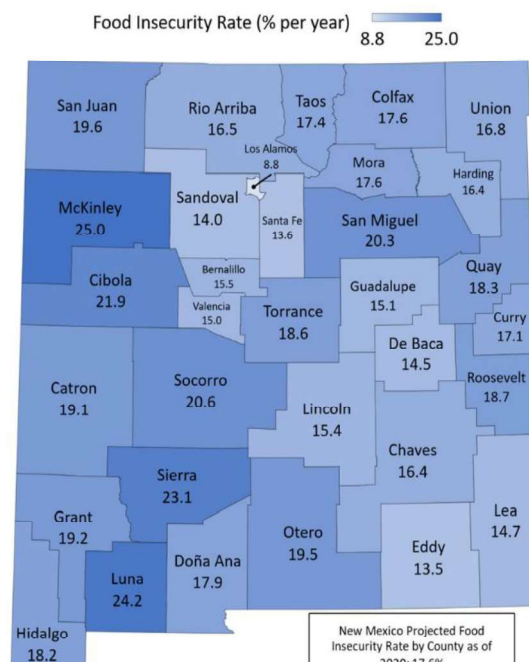 Food Insecurity Rate (% per year)
8.8 25.0
San Juan
19.6
Rio Arriba
16.5
Taos
17.4
Colfax
17.6
Union
16.8
Los Alamos
8.8
Mora
17.6
Harding
16.4
McKinley
25.0
Sandoval
14.0
Santa Fe
13.6
San Miguel
20.3
Cibola
21.9
Bernalillo
15.5
Valencia
15.0
Torrance
18.6
Guadalupe
15.1
Quay
18.3
Curry
17.1
De Baca
14.5
Roosevelt
18.7
Catron
19.1
Socorro
20.6
Lincoln
15.4
Chaves
16.4
Sierra
23.1
Lea
14.7
Grant
19.2
Luna
24.2
Doña Ana
17.9
Otero
19.5
Eddy
13.5
Hidalgo
18.2
New Mexico Projected Food
Insecurity Rate by County as of
2020: 17.6%